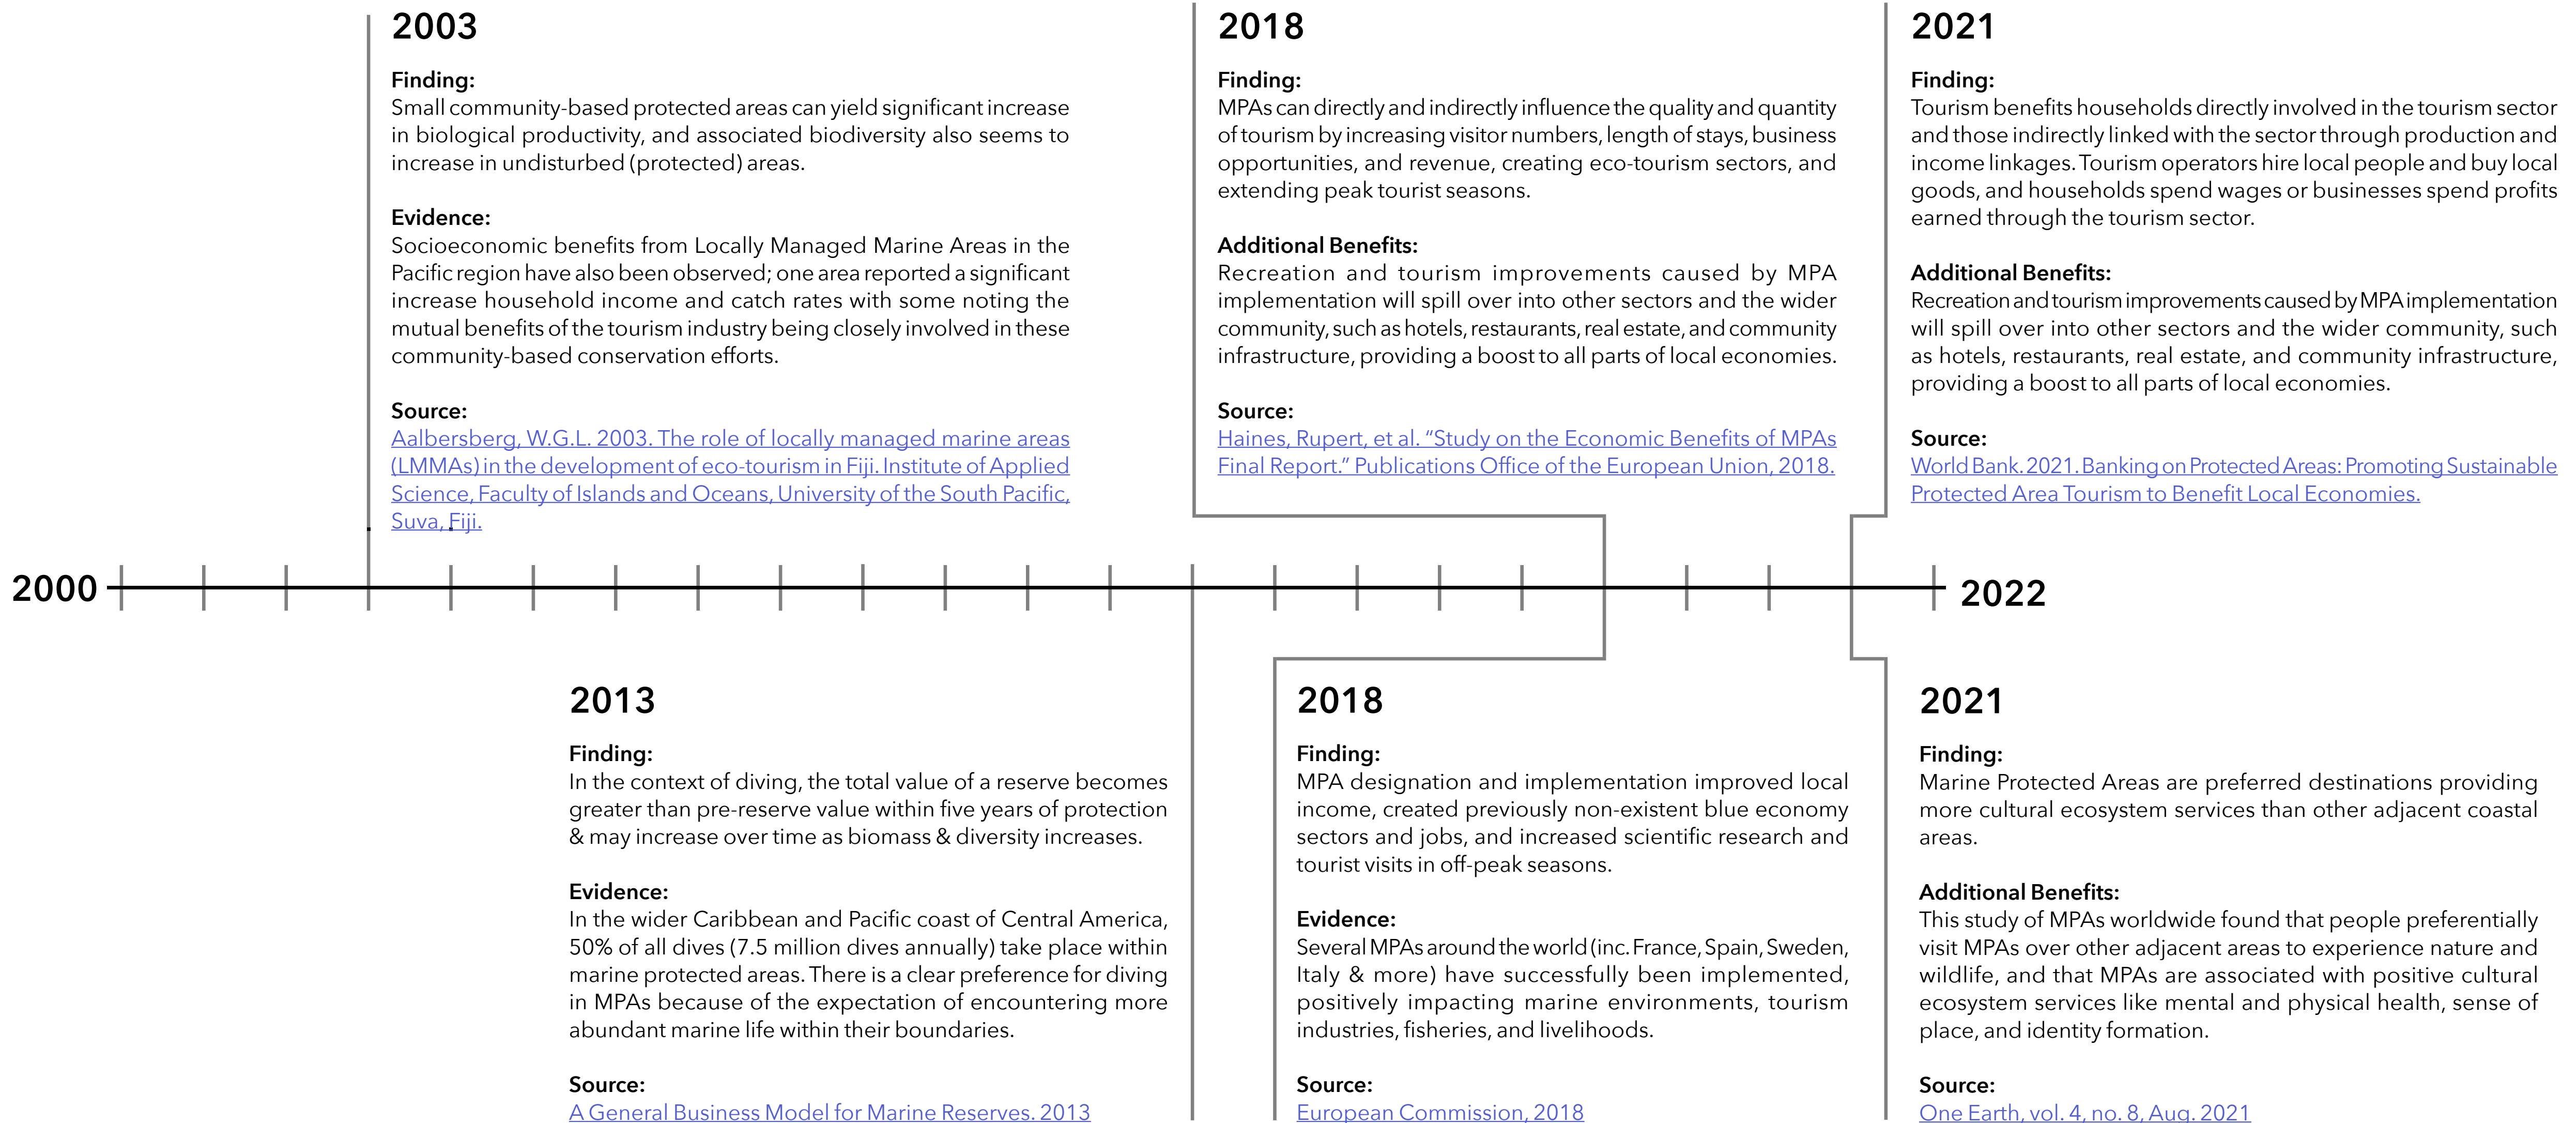 2003
Finding:
Small community-based protected areas can yield significant increase
in biological productivity, and associated biodiversity also seems to
increase in undisturbed (protected) areas.
Evidence:
Socioeconomic benefits from Locally Managed Marine Areas in the
Pacific region have also been observed; one area reported a significant
increase household income and catch rates with some noting the
mutual benefits of the tourism industry being closely involved in these
community-based conservation efforts.
Source:
Aalbersberg, W.G.L. 2003. The role of locally managed marine areas
(LMMAs) in the development of eco-tourism in Fiji. Institute of Applied
Science, Faculty of Islands and Oceans, University of the South Pacific,
Suva, Fiji.
2018
Finding:
MPAs can directly and indirectly influence the quality and quantity
of tourism by increasing visitor numbers, length of stays, business
opportunities, and revenue, creating eco-tourism sectors, and
extending peak tourist seasons.
Additional Benefits:
Recreation and tourism improvements caused by MPA
implementation will spill over into other sectors and the wider
community, such as hotels, restaurants, real estate, and community
infrastructure, providing a boost to all parts of local economies.
Source:
Haines, Rupert, et al. “Study on the Economic Benefits of MPAs
Final Report.” Publications Office of the European Union, 2018.
2021
Finding:
Tourism benefits households directly involved in the tourism sector
and those indirectly linked with the sector through production and
income linkages. Tourism operators hire local people and buy local
goods, and households spend wages or businesses spend profits
earned through the tourism sector.
Additional Benefits:
Recreation and tourism improvements caused by MPA implementation
will spill over into other sectors and the wider community, such
as hotels, restaurants, real estate, and community infrastructure,
providing a boost to all parts of local economies.
Source:
World Bank. 2021. Banking on Protected Areas: Promoting Sustainable
Protected Area Tourism to Benefit Local Economies.
2000
2022
2013
Finding:
In the context of diving, the total value of a reserve becomes
greater than pre-reserve value within five years of protection
& may increase over time as biomass & diversity increases.
Evidence:
In the wider Caribbean and Pacific coast of Central America,
50% of all dives (7.5 million dives annually) take place within
marine protected areas. There is a clear preference for diving
in MPAs because of the expectation of encountering more
abundant marine life within their boundaries.
Source:
A General Business Model for Marine Reserves. 2013
2018
Finding:
MPA designation and implementation improved local
income, created previously non-existent blue economy
sectors and jobs, and increased scientific research and
tourist visits in off-peak seasons.
Evidence:
Several MPAs around the world (inc. France, Spain, Sweden,
Italy & more) have successfully been implemented,
positively impacting marine environments, tourism
industries, fisheries, and livelihoods.
Source:
European Commission, 2018
2021
Finding:
Marine Protected Areas are preferred destinations providing
more cultural ecosystem services than other adjacent coastal
areas.
Additional Benefits:
This study of MPAs worldwide found that people preferentially
visit MPAs over other adjacent areas to experience nature and
wildlife, and that MPAs are associated with positive cultural
ecosystem services like mental and physical health, sense of
place, and identity formation.
Source:
One Earth, vol. 4, no. 8, Aug. 2021